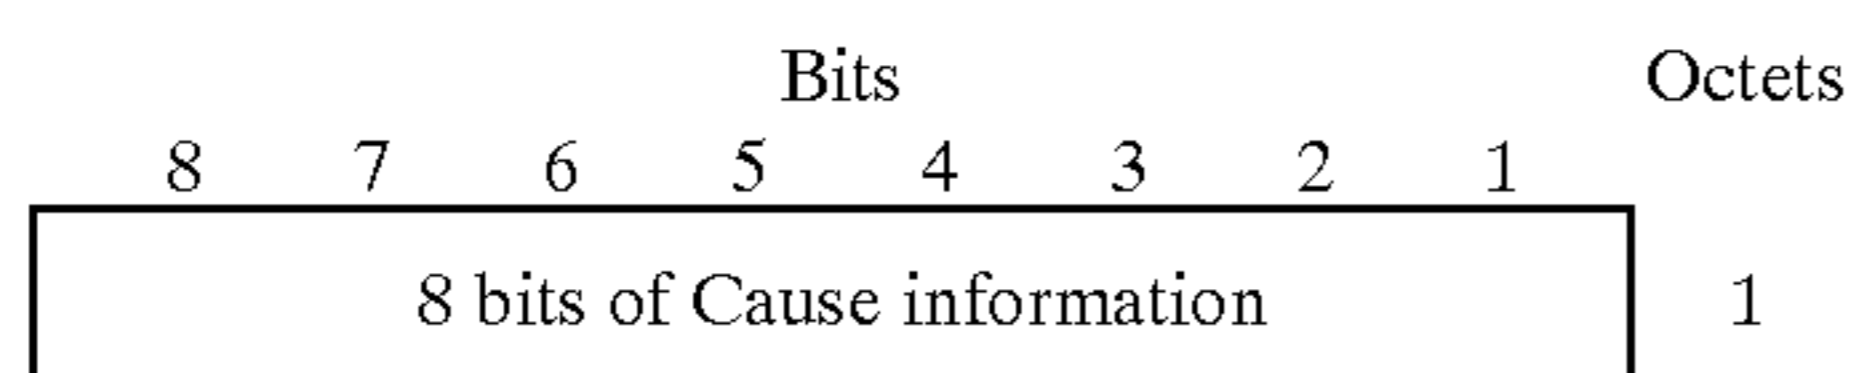 Bits Octets
8 7 6 5 4 3 2 1
8 bits of Cause information 1